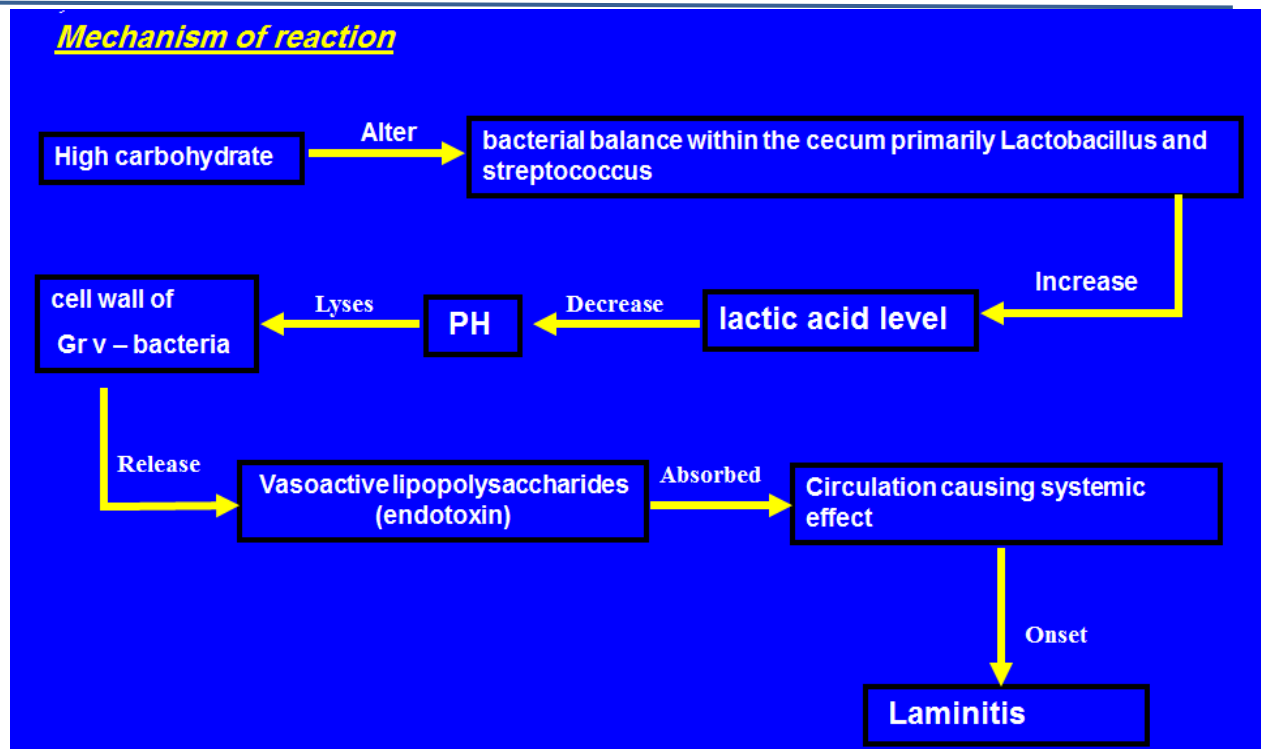 Mechanism of reaction
High carbohydrate
Alter
bacterial balance within the cecum primarily Lactobacillus and
streptococcus
Increase
lactic acid level
Decrease
PH
Lyses
cell wall of
Gr v – bacteria
Release
Vasoactive lipopolysaccharides
(endotoxin)
Absorbed
Circulation causing systemic
effect
Onset
Laminitis